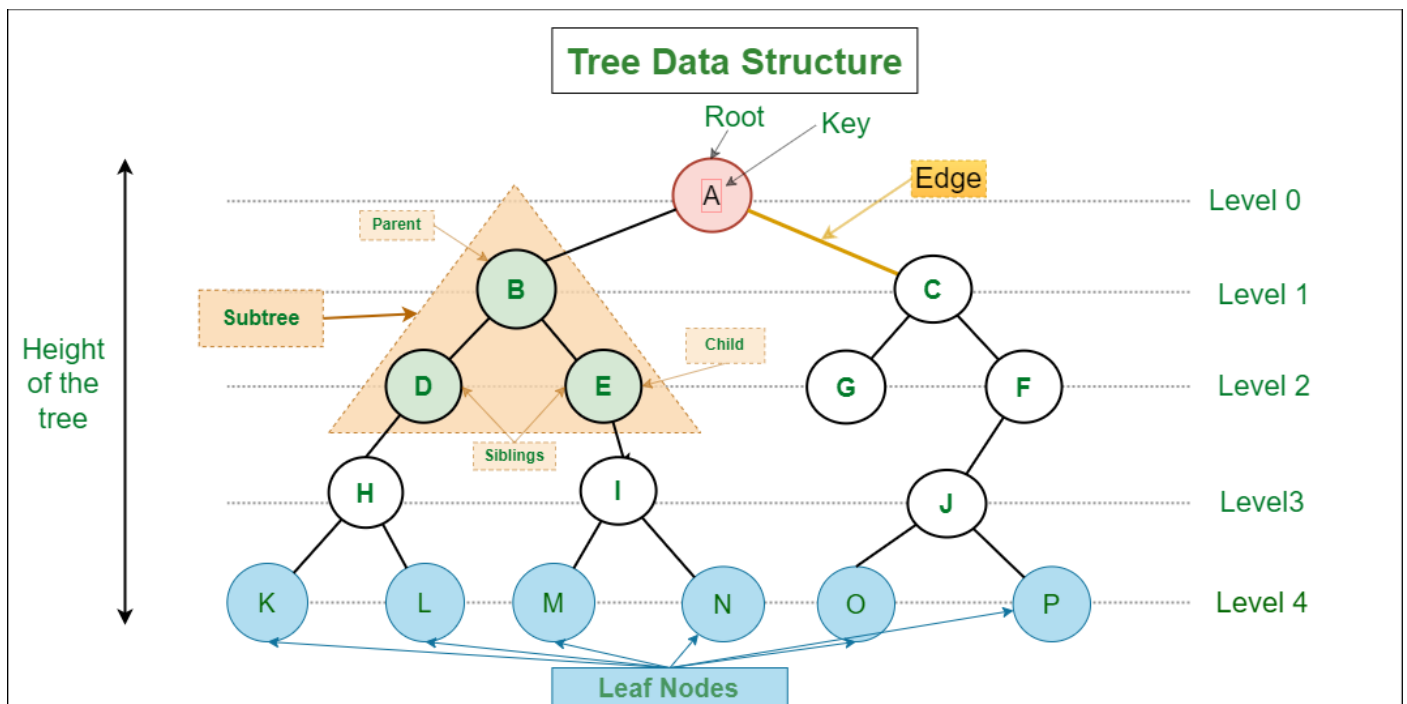 Tree Data Structure
Root
Key
A
Edge
Level 0
Parent
B
C
Level 1
Subtree
Height
of the
tree
Child
D
E
G
F
Level 2
Siblings
H
I
J
Level3
K
L
M
N
O
P
Level 4
Leaf Nodes